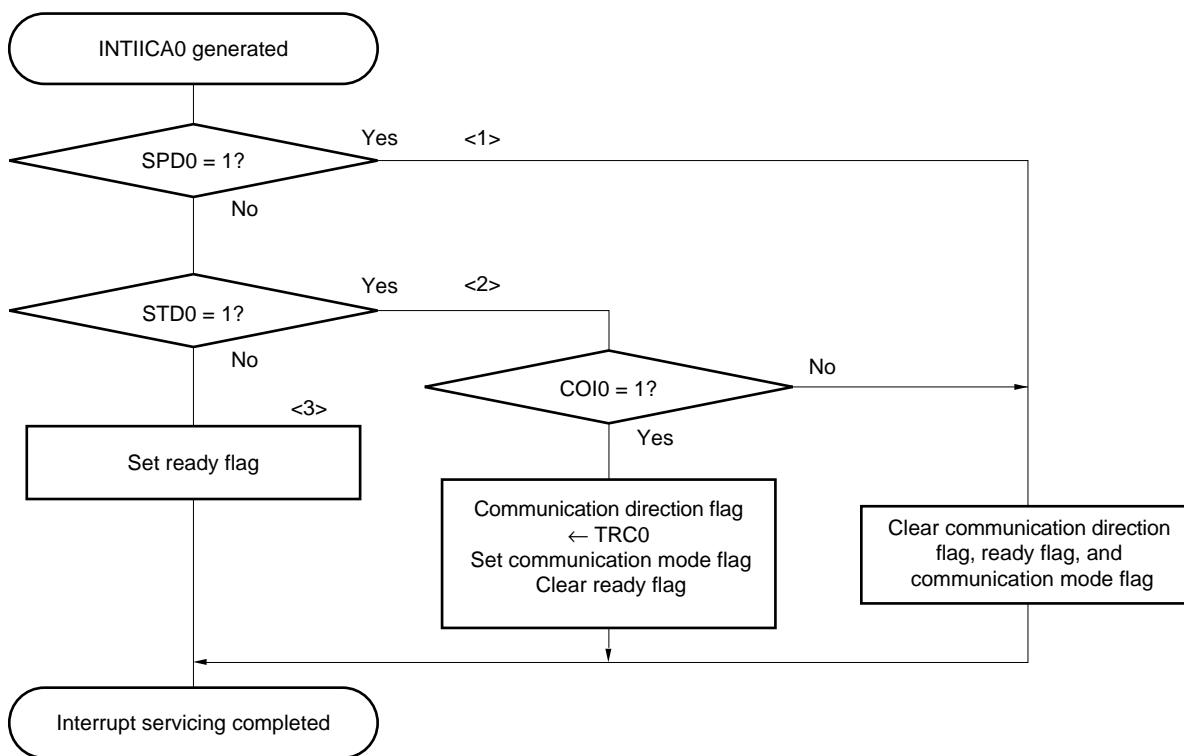 INTIICA0 generated
Yes
<1>
SPD0 = 1?
No
Yes
<2>
STD0 = 1?
No
COI0 = 1?
No
<3>
Yes
Set ready flag
Communication direction flag
← TRC0
Set communication mode flag
Clear ready flag
Clear communication direction
flag, ready flag, and
communication mode flag
Interrupt servicing completed